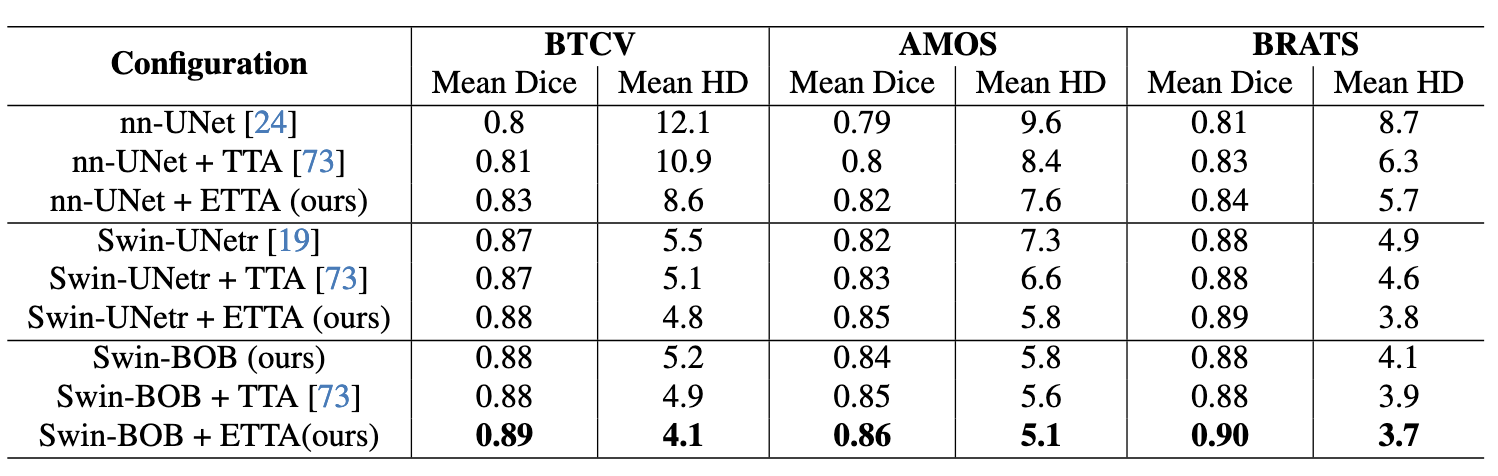 Configuration BTCV AMOS BRATS
Mean Dice Mean HD Mean Dice Mean HD Mean Dice Mean HD
nn-UNet [24] 0.8 12.1 0.79 9.6 0.81 8.7
nn-UNet + TTA [73] 0.81 10.9 0.8 8.4 0.83 6.3
nn-UNet + ETTA (ours) 0.83 8.6 0.82 7.6 0.84 5.7
Swin-UNetr [19] 0.87 5.5 0.82 7.3 0.88 4.9
Swin-UNetr + TTA [73] 0.87 5.1 0.83 6.6 0.88 4.6
Swin-UNetr + ETTA (ours) 0.88 4.8 0.85 5.8 0.89 3.8
Swin-BOB (ours) 0.88 5.2 0.84 5.8 0.88 4.1
Swin-BOB + TTA [73] 0.88 4.9 0.85 5.6 0.88 3.9
Swin-BOB + ETTA(ours) 0.89 4.1 0.86 5.1 0.90 3.7